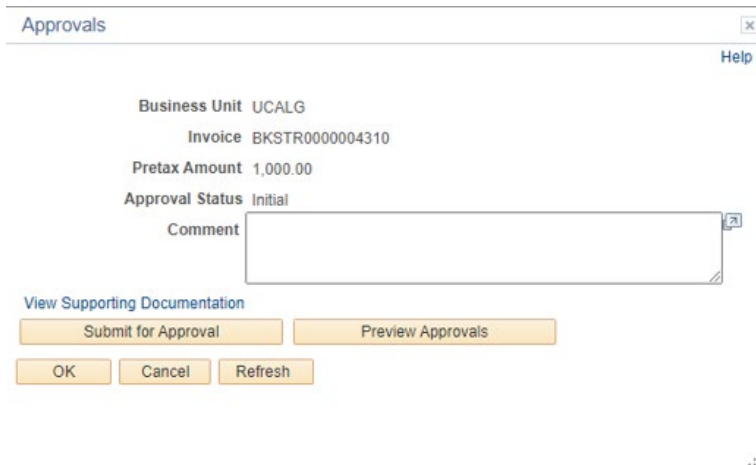 Approvals
Help
Business Unit UCALG
Invoice BKSTR0000004310
Pretax Amount 1,000.00
Approval Status Initial
Comment
View Supporting Documentation
Submit for Approval Preview Approvals
OK Cancel Refresh